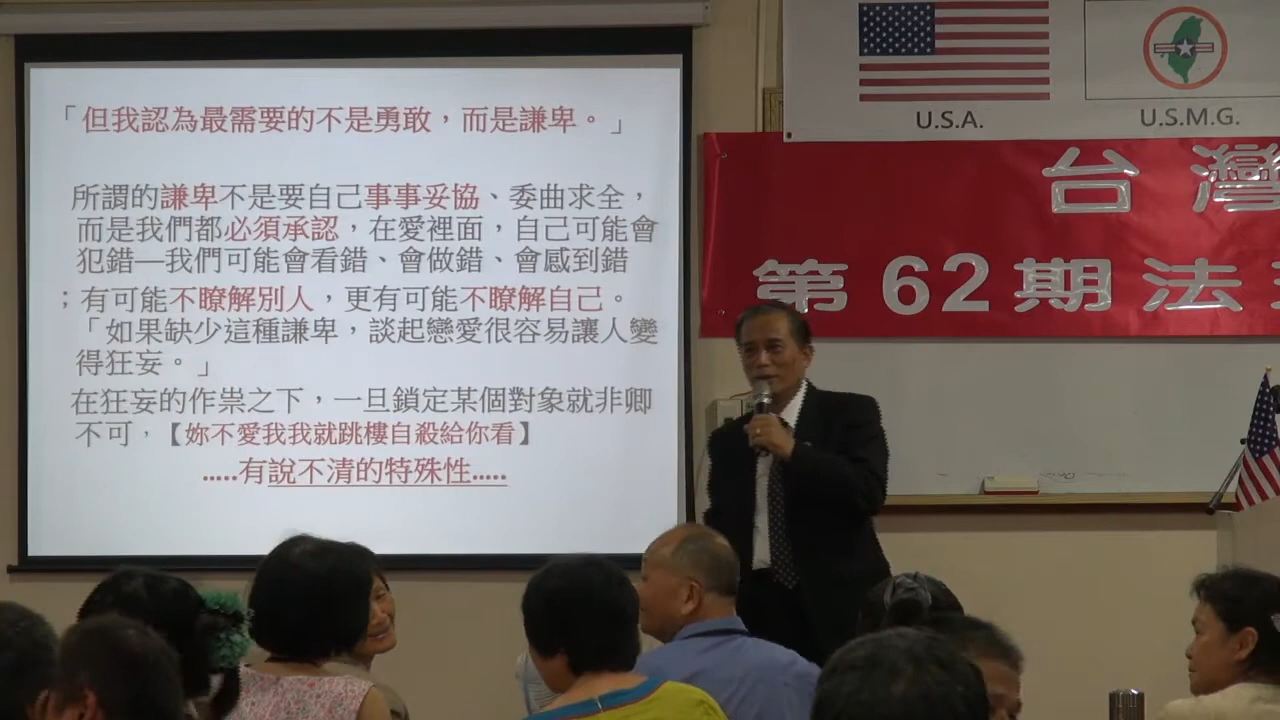 「但我認為最需要的不是勇敢，而是謙卑。」
所謂的謙卑不是要自己事事妥協、委曲求全，
而是我們都必須承認，在愛裡面，自己可能會
犯錯—我們可能會看錯、會做錯、會感到錯
；有可能不瞭解別人，更有可能不瞭解自己。
「如果缺少這種謙卑，談起戀愛很容易讓人變
得狂妄。」
在狂妄的作祟之下，一旦鎖定某個對象就非卿
不可，【妳不愛我我就跳樓自殺給你看】
.....有說不清的特殊性.....
U.S.A.
U.S.M.G.
台灣
第62期法